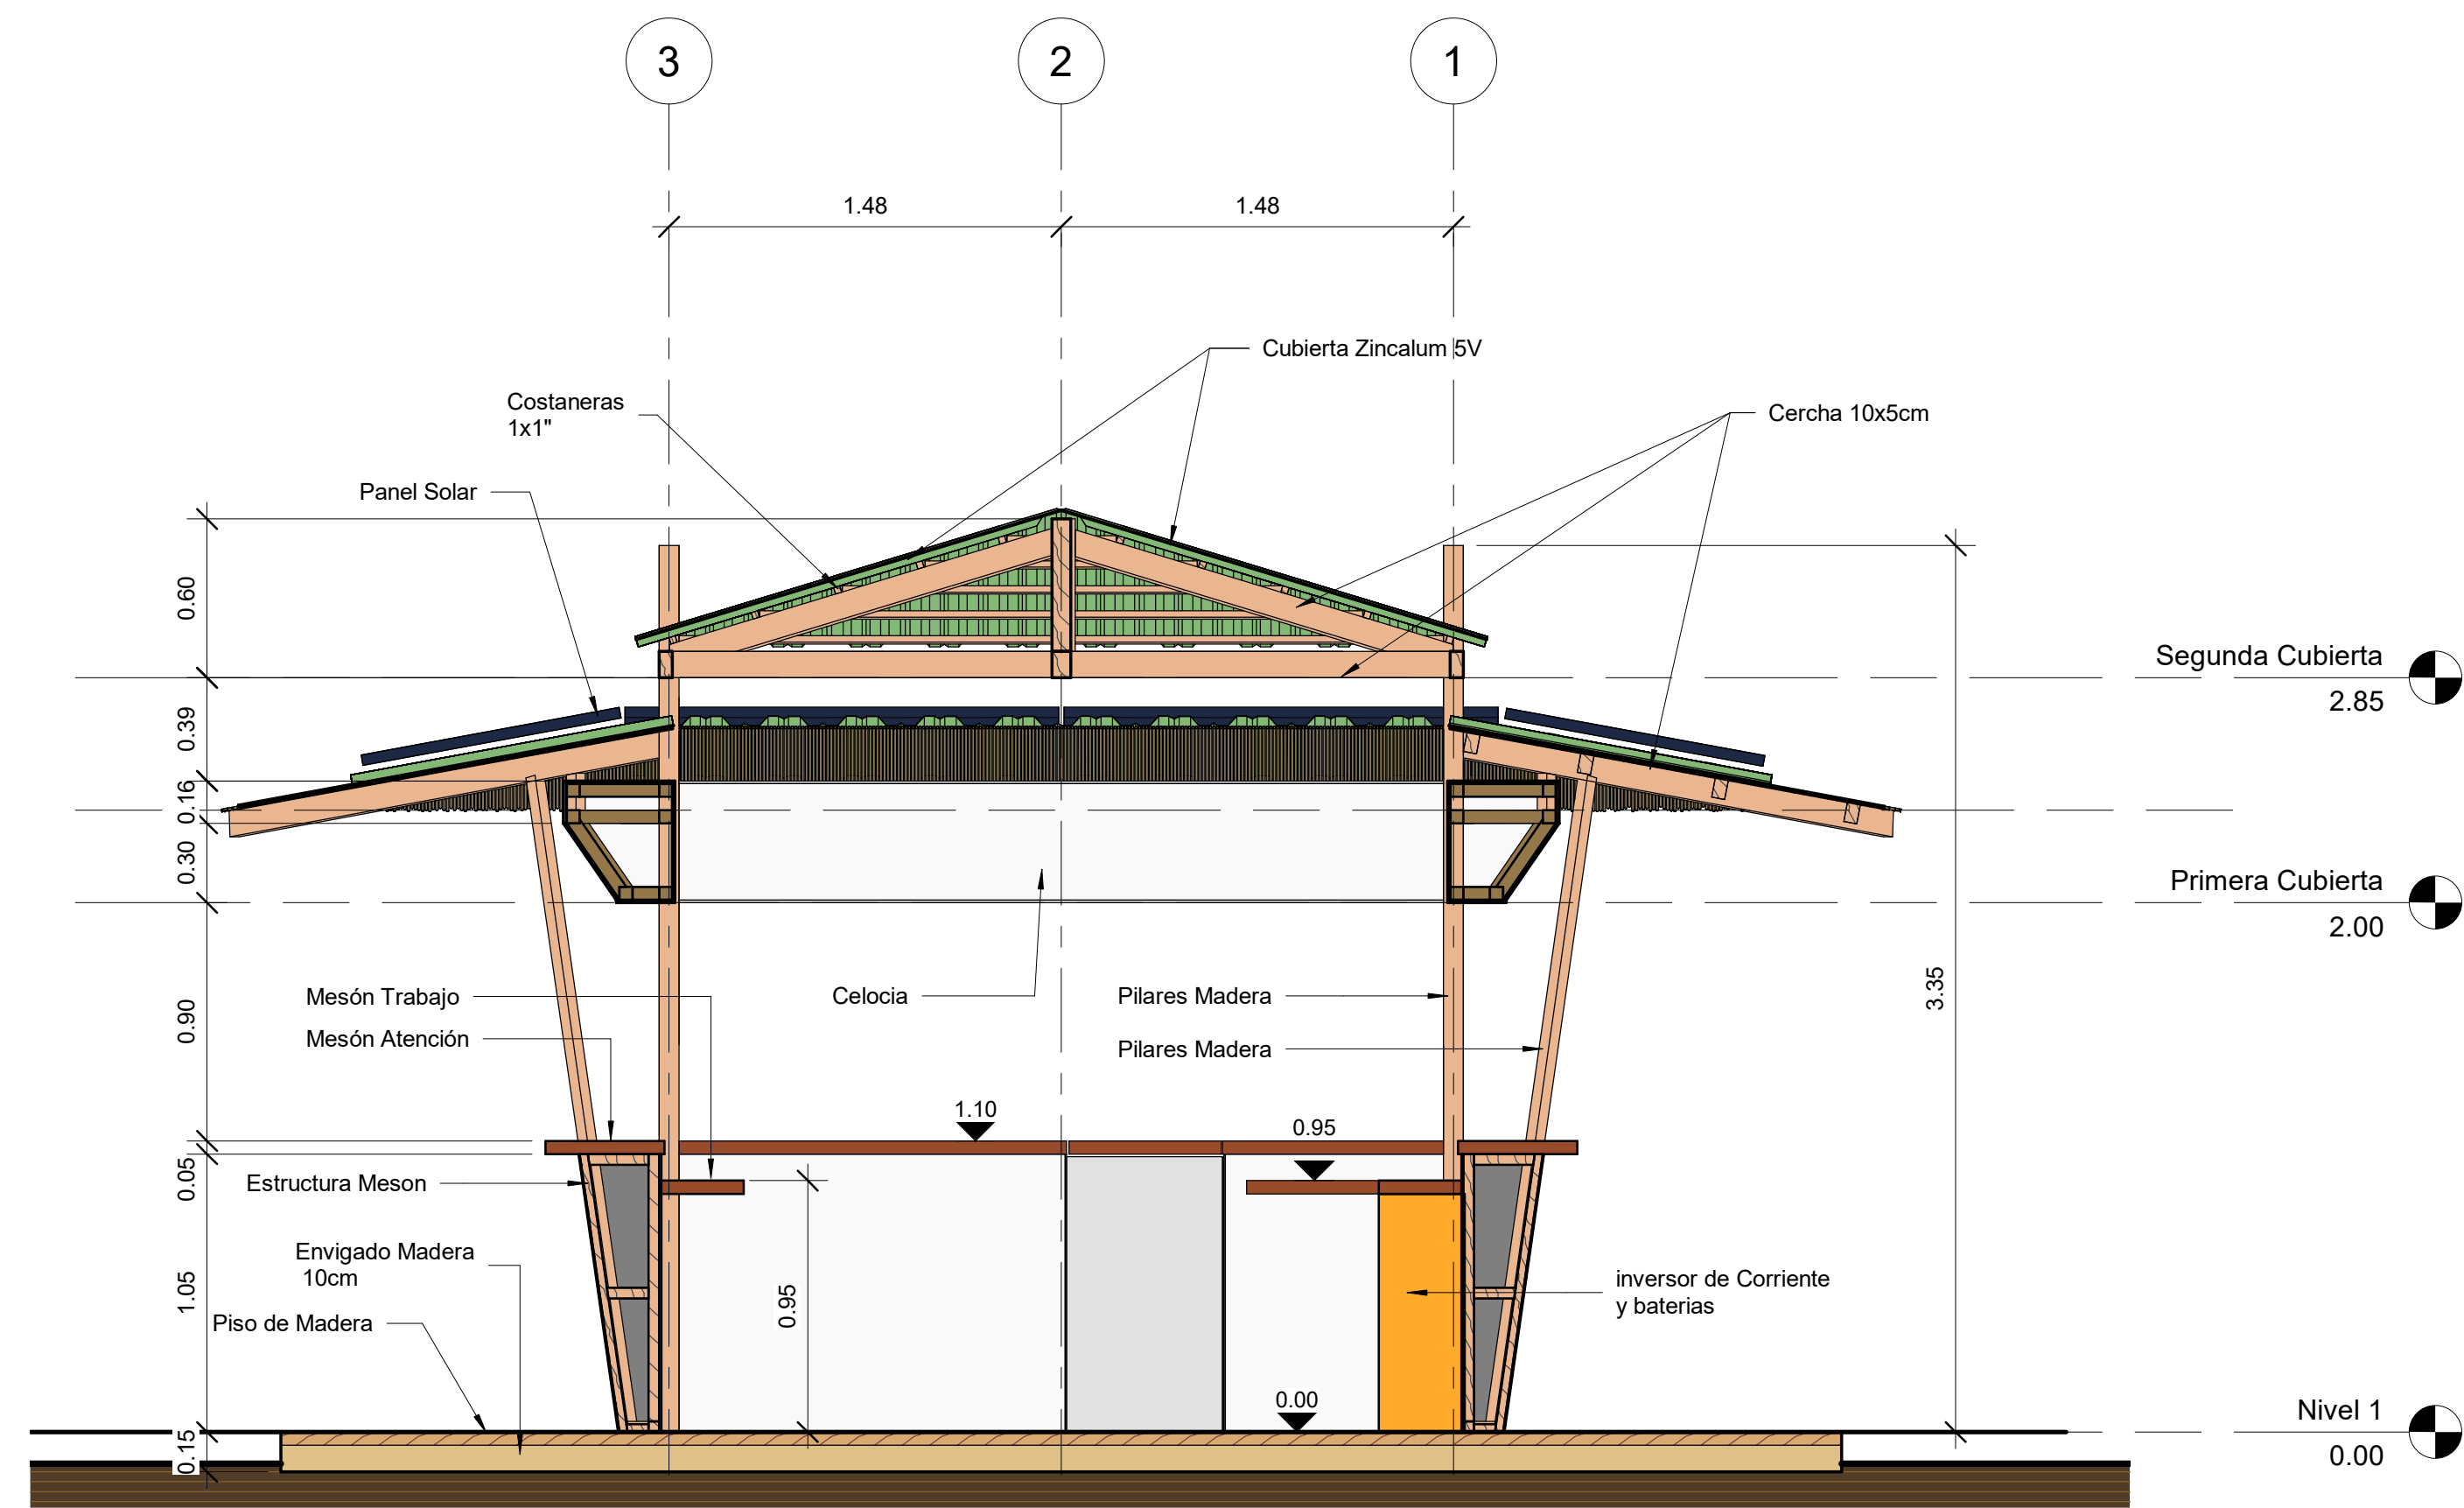 3
2
1
1.48
1.48
Cubierta Zincalum 5V
Costaneras
1x1"
Cercha 10x5cm
Panel Solar
0.60
Segunda Cubierta
2.85
0.39
0.16
0.30
Primera Cubierta
2.00
3.35
0.90
Mesón Trabajo
Celocia
Pilares Madera
Mesón Atención
Pilares Madera
1.10
0.95
0.05
Estructura Meson
Envigado Madera
10cm
1.05
0.95
inversor de Corriente
y baterias
Piso de Madera
0.00
Nivel 1
0.00
0.15